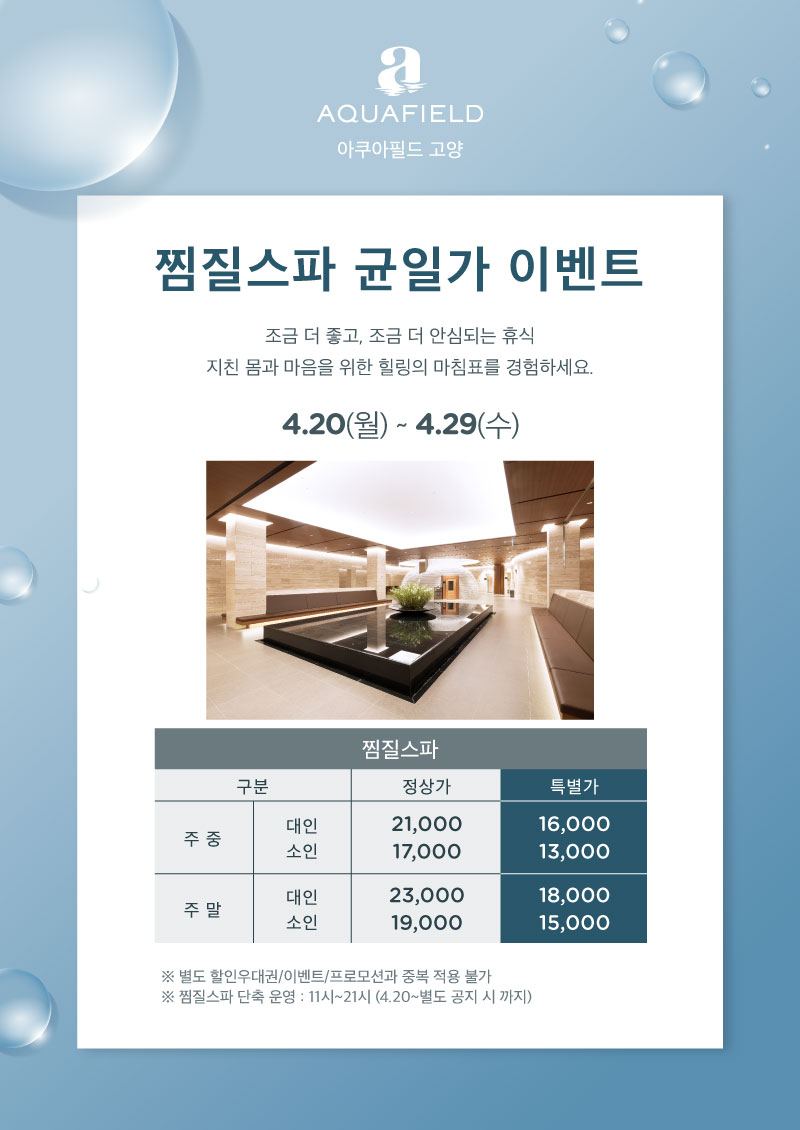 a
AQUAFIELD
아쿠아필드 고양
찜질스파 균일가 이벤트
조금 더 좋고, 조금 더 안심되는 휴식
지친 몸과 마음을 위한 힐링의 마침표를 경험하세요.
4.20(월) ~ 4.29(수)
찜질스파
구분 정상가 특별가
주 중 대인 21,000 16,000
소인 17,000 13,000
주 말 대인 23,000 18,000
소인 19,000 15,000
※ 별도 할인우대권/이벤트/프로모션과 중복 적용 불가
※ 찜질스파 단축 운영 : 11시~21시 (4.20~별도 공지 시 까지)